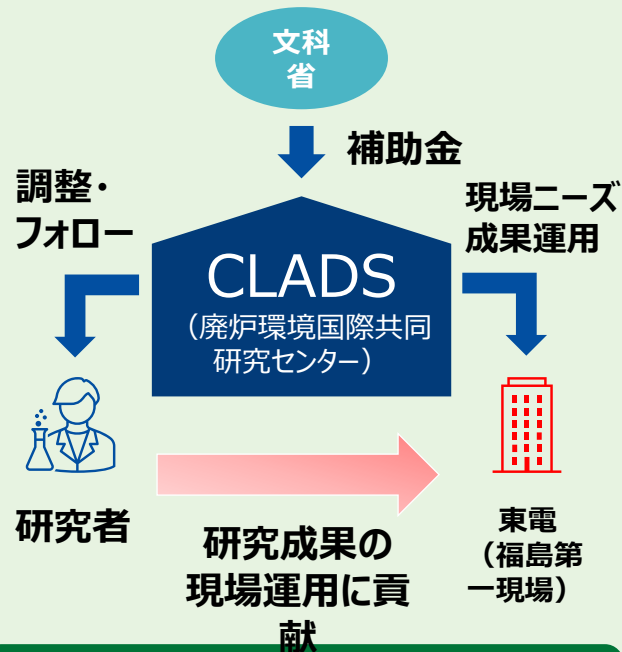 文科
省
補助金
調整・
フォロー
現場ニーズ
成果運用
CLADS
（廃炉環境国際共同
研究センター）
研究者
研究成果の
現場運用に貢
献
東電
（福島第
一現場）